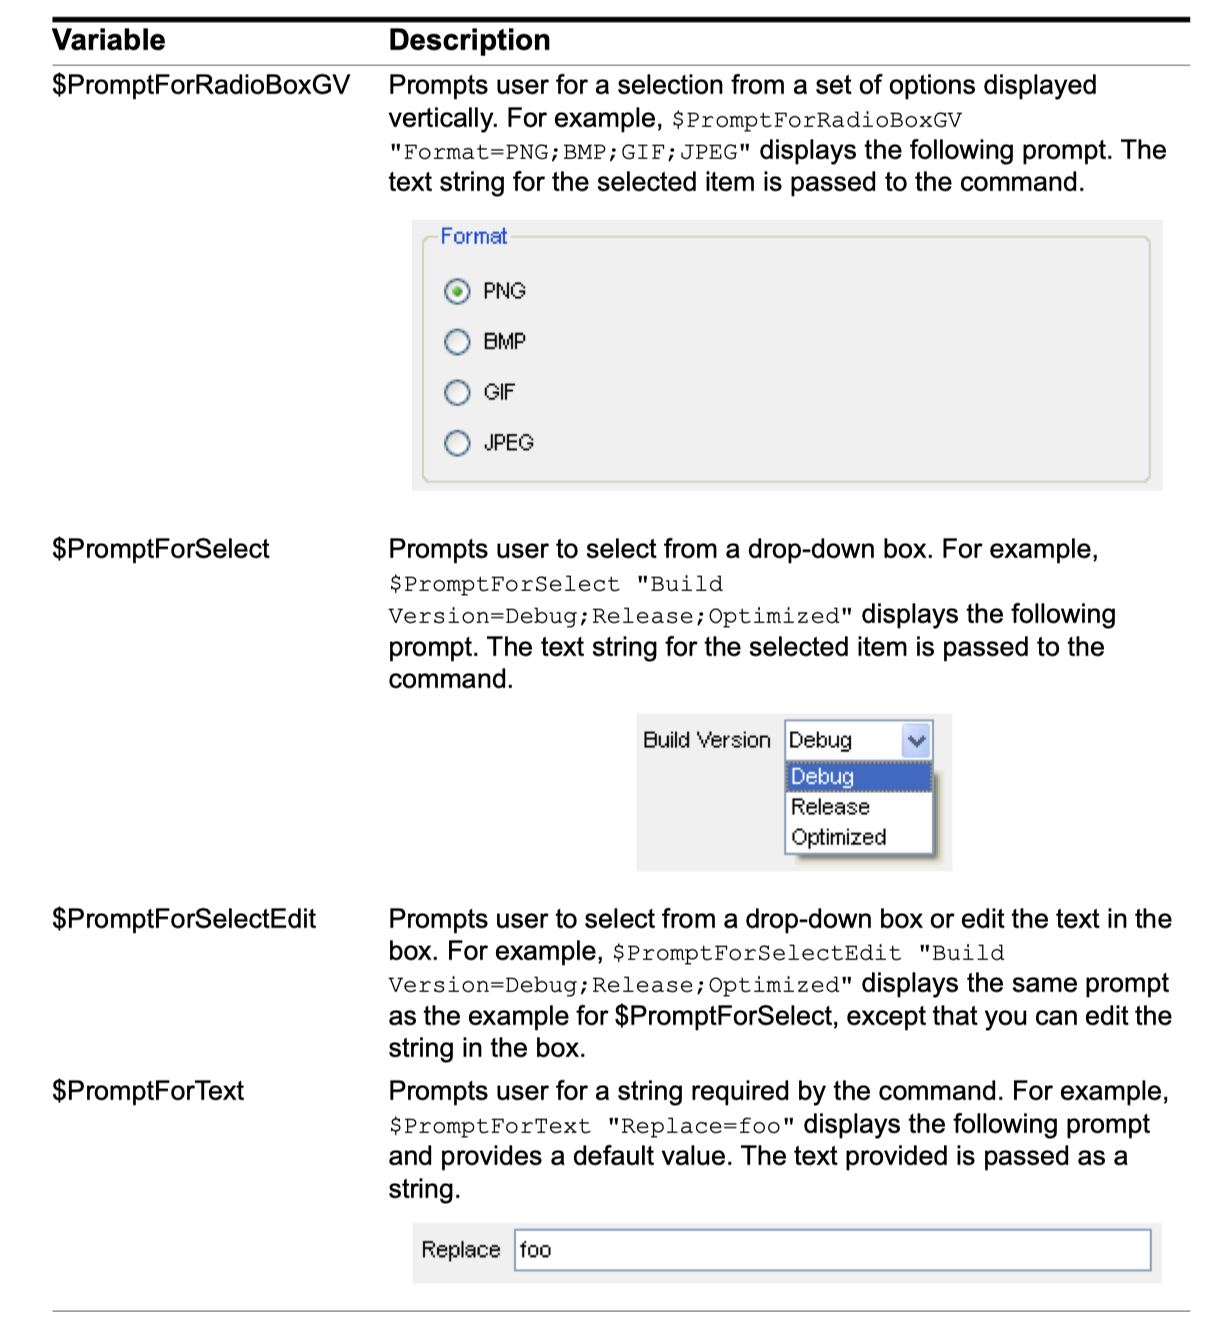 Variable Description
$PromptForRadioBoxGV Prompts user for a selection from a set of options displayed
vertically. For example, $PromptForRadioBoxGV
"Format=PNG;BMP;GIF;JPEG" displays the following prompt. The
text string for the selected item is passed to the command.
Format
PNG
BMP
GIF
JPEG
$PromptForSelect Prompts user to select from a drop-down box. For example,
$PromptForSelect "Build
Version=Debug;Release;Optimized" displays the following
prompt. The text string for the selected item is passed to the
command.
Build Version Debug
Debug
Release
Optimized
$PromptForSelectEdit Prompts user to select from a drop-down box or edit the text in the
box. For example, $PromptForSelectEdit "Build
Version=Debug;Release;Optimized" displays the same prompt
as the example for $PromptForSelect, except that you can edit the
string in the box.
$PromptForText Prompts user for a string required by the command. For example,
$PromptForText "Replace=foo" displays the following prompt
and provides a default value. The text provided is passed as a
string.
Replace foo